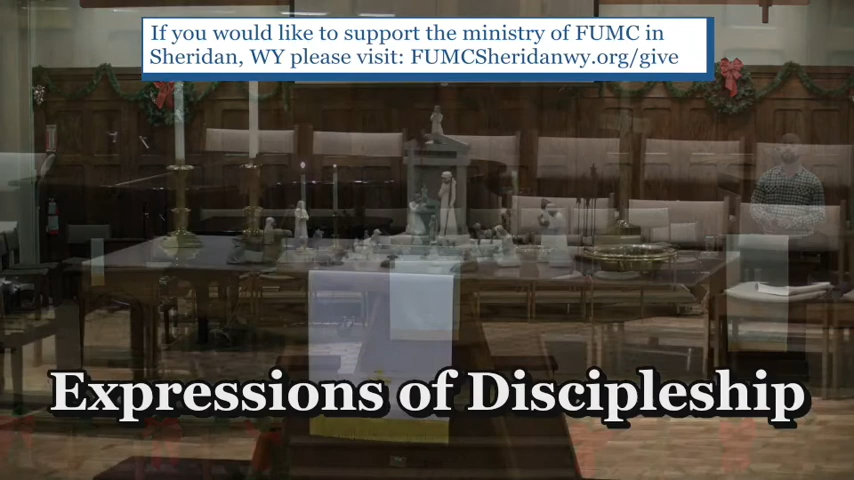 If you would like to support the ministry of FUMC in
Sheridan, WY please visit: FUMCSheridanwy.org/give
Expressions of Discipleship